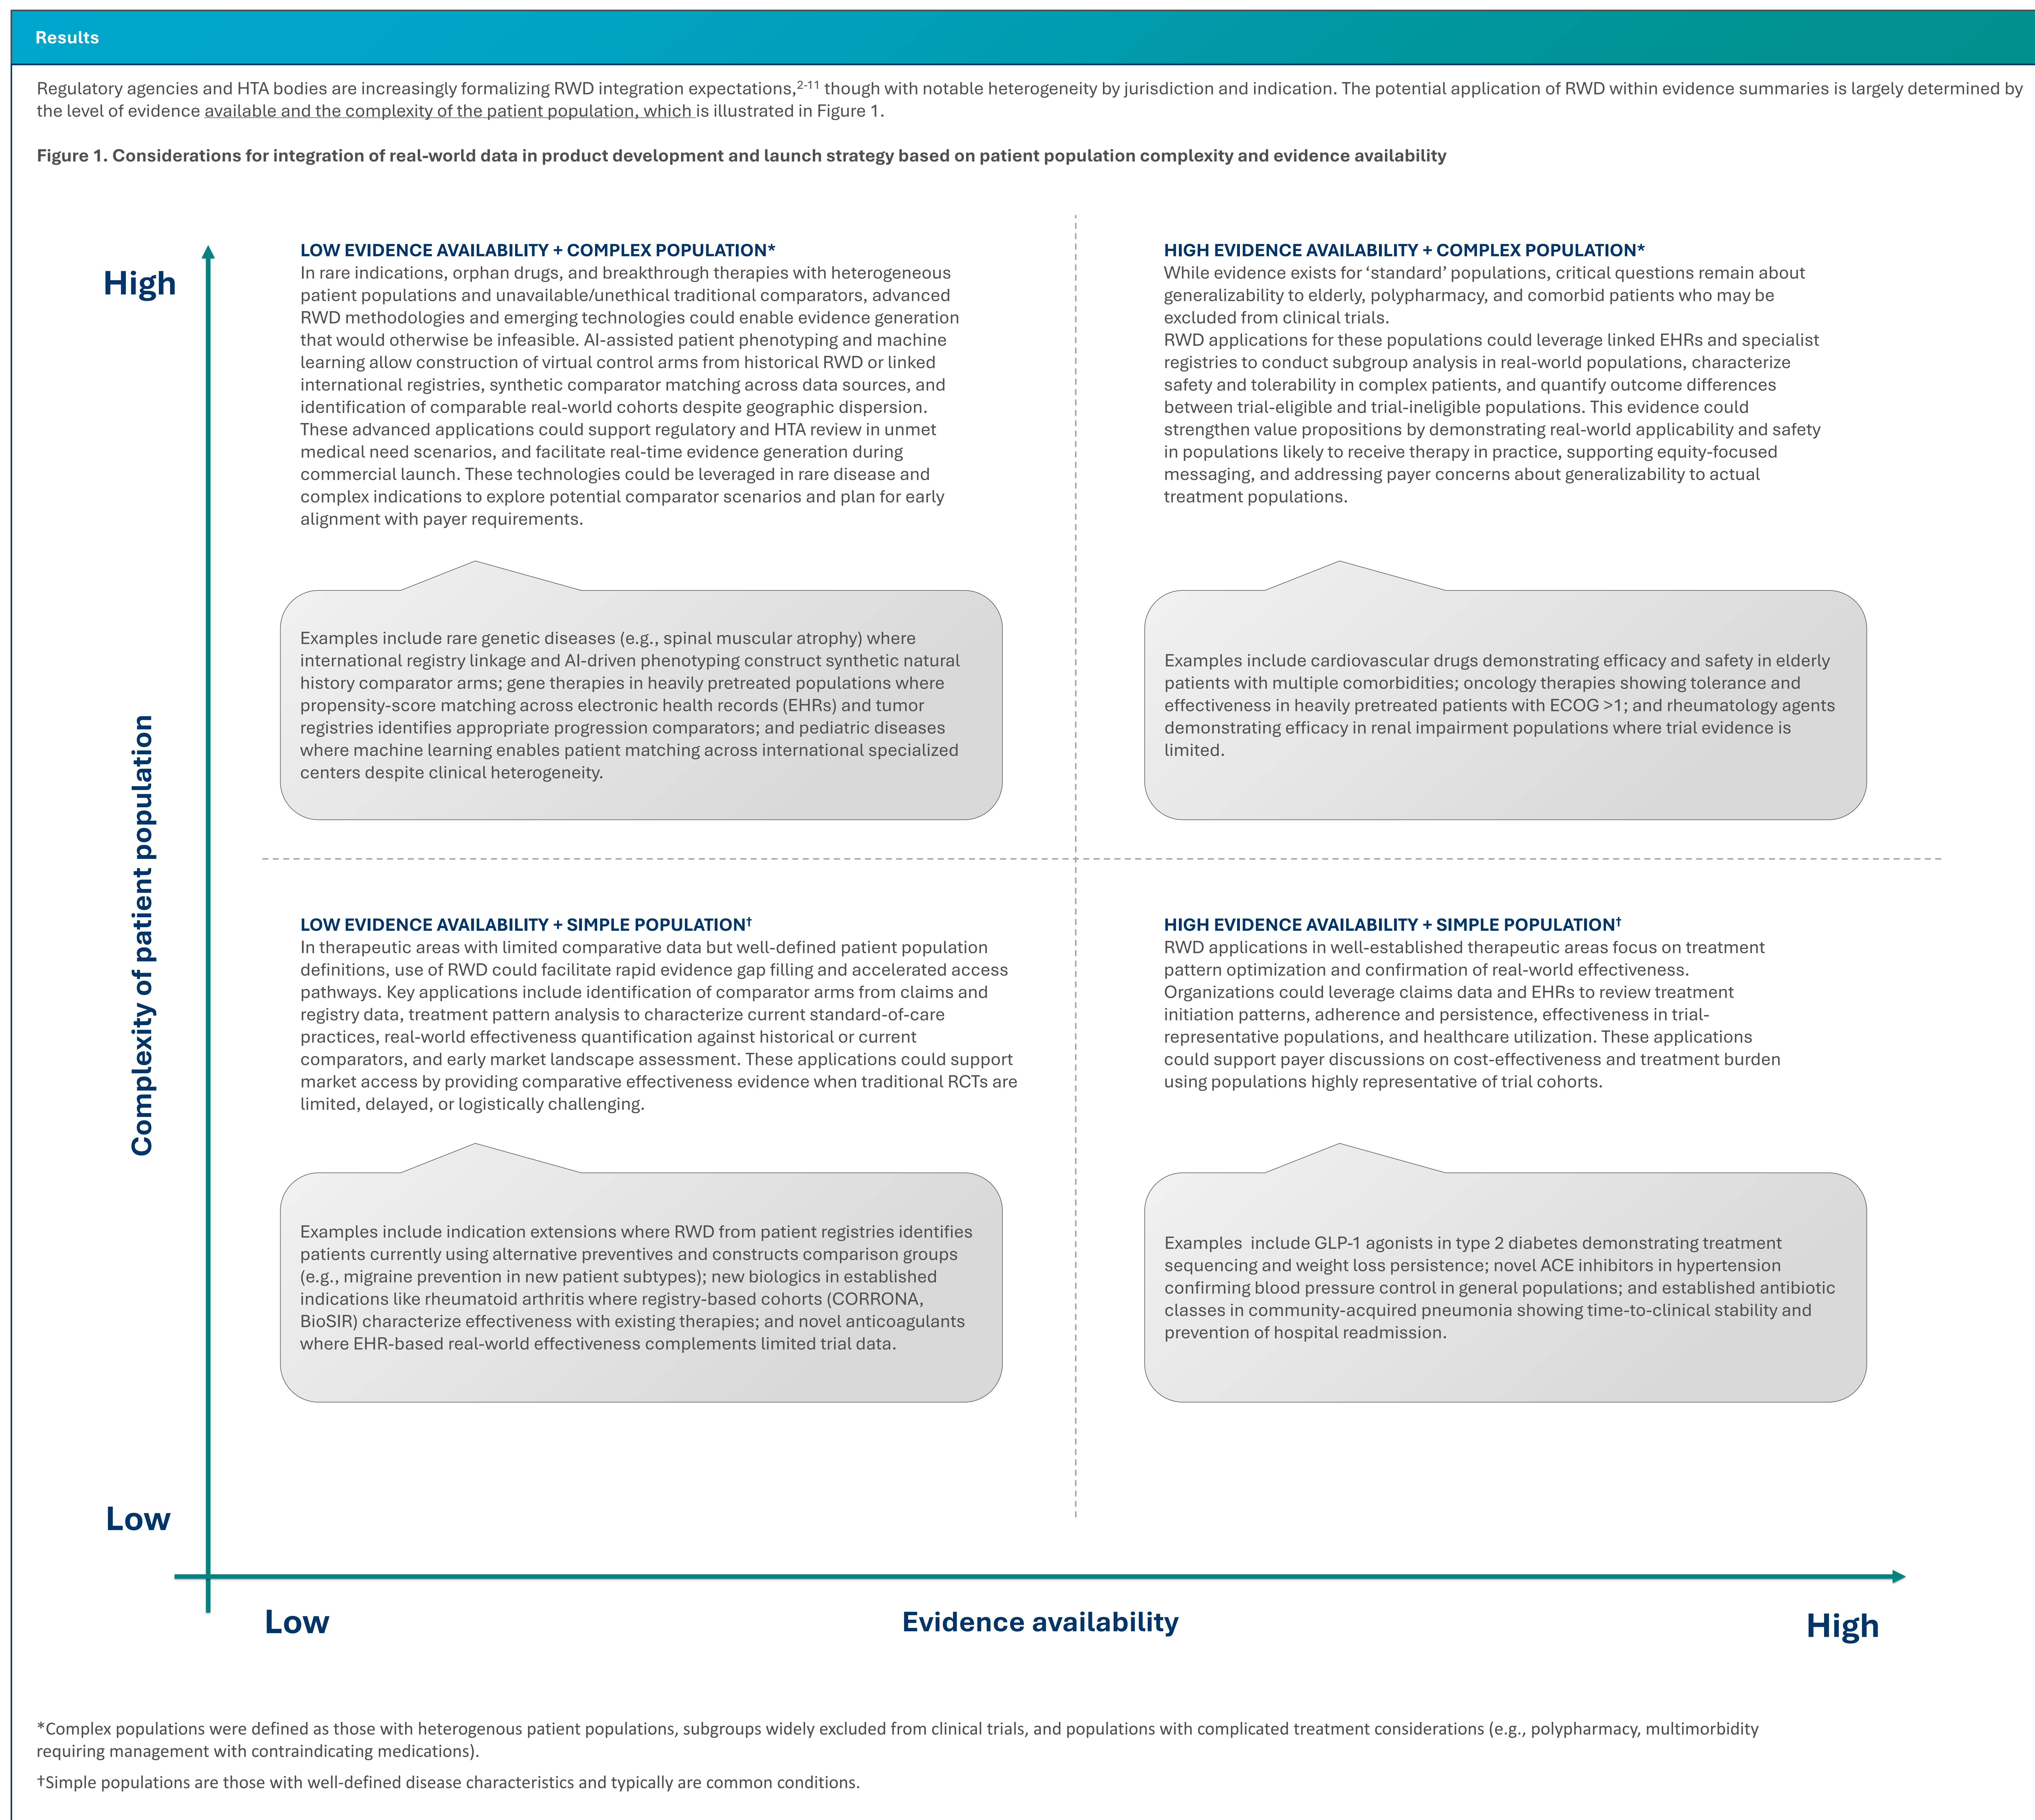 Results
Regulatory agencies and HTA bodies are increasingly formalizing RWD integration expectations,2-11 though with notable heterogeneity by jurisdiction and indication. The potential application of RWD within evidence summaries is largely determined by
the level of evidence available and the complexity of the patient population, which is illustrated in Figure 1.
Figure 1. Considerations for integration of real-world data in product development and launch strategy based on patient population complexity and evidence availability
High
Complexity of patient population
Low
LOW EVIDENCE AVAILABILITY + COMPLEX POPULATION*
In rare indications, orphan drugs, and breakthrough therapies with heterogeneous
patient populations and unavailable/unethical traditional comparators, advanced
RWD methodologies and emerging technologies could enable evidence generation
that would otherwise be infeasible. AI-assisted patient phenotyping and machine
learning allow construction of virtual control arms from historical RWD or linked
international registries, synthetic comparator matching across data sources, and
identification of comparable real-world cohorts despite geographic dispersion.
These advanced applications could support regulatory and HTA review in unmet
medical need scenarios, and facilitate real-time evidence generation during
commercial launch. These technologies could be leveraged in rare disease and
complex indications to explore potential comparator scenarios and plan for early
alignment with payer requirements.
Examples include rare genetic diseases (e.g., spinal muscular atrophy) where
international registry linkage and AI-driven phenotyping construct synthetic natural
history comparator arms; gene therapies in heavily pretreated populations where
propensity-score matching across electronic health records (EHRs) and tumor
registries identifies appropriate progression comparators; and pediatric diseases
where machine learning enables patient matching across international specialized
centers despite clinical heterogeneity.
HIGH EVIDENCE AVAILABILITY + COMPLEX POPULATION*
While evidence exists for ‘standard’ populations, critical questions remain about
generalizability to elderly, polypharmacy, and comorbid patients who may be
excluded from clinical trials.
RWD applications for these populations could leverage linked EHRs and specialist
registries to conduct subgroup analysis in real-world populations, characterize
safety and tolerability in complex patients, and quantify outcome differences
between trial-eligible and trial-ineligible populations. This evidence could
strengthen value propositions by demonstrating real-world applicability and safety
in populations likely to receive therapy in practice, supporting equity-focused
messaging, and addressing payer concerns about generalizability to actual
treatment populations.
Examples include cardiovascular drugs demonstrating efficacy and safety in elderly
patients with multiple comorbidities; oncology therapies showing tolerance and
effectiveness in heavily pretreated patients with ECOG >1; and rheumatology agents
demonstrating efficacy in renal impairment populations where trial evidence is
limited.
LOW EVIDENCE AVAILABILITY + SIMPLE POPULATION†
In therapeutic areas with limited comparative data but well-defined patient population
definitions, use of RWD could facilitate rapid evidence gap filling and accelerated access
pathways. Key applications include identification of comparator arms from claims and
registry data, treatment pattern analysis to characterize current standard-of-care
practices, real-world effectiveness quantification against historical or current
comparators, and early market landscape assessment. These applications could support
market access by providing comparative effectiveness evidence when traditional RCTs are
limited, delayed, or logistically challenging.
Examples include indication extensions where RWD from patient registries identifies
patients currently using alternative preventives and constructs comparison groups
(e.g., migraine prevention in new patient subtypes); new biologics in established
indications like rheumatoid arthritis where registry-based cohorts (CORRONA,
BioSIR) characterize effectiveness with existing therapies; and novel anticoagulants
where EHR-based real-world effectiveness complements limited trial data.
HIGH EVIDENCE AVAILABILITY + SIMPLE POPULATION†
RWD applications in well-established therapeutic areas focus on treatment
pattern optimization and confirmation of real-world effectiveness.
Organizations could leverage claims data and EHRs to review treatment
initiation patterns, adherence and persistence, effectiveness in trial-
representative populations, and healthcare utilization. These applications
could support payer discussions on cost-effectiveness and treatment burden
using populations highly representative of trial cohorts.
Examples  include GLP-1 agonists in type 2 diabetes demonstrating treatment
sequencing and weight loss persistence; novel ACE inhibitors in hypertension
confirming blood pressure control in general populations; and established antibiotic
classes in community-acquired pneumonia showing time-to-clinical stability and
prevention of hospital readmission.
Low
Evidence availability
High
*Complex populations were defined as those with heterogenous patient populations, subgroups widely excluded from clinical trials, and populations with complicated treatment considerations (e.g., polypharmacy, multimorbidity
requiring management with contraindicating medications).
†Simple populations are those with well-defined disease characteristics and typically are common conditions.